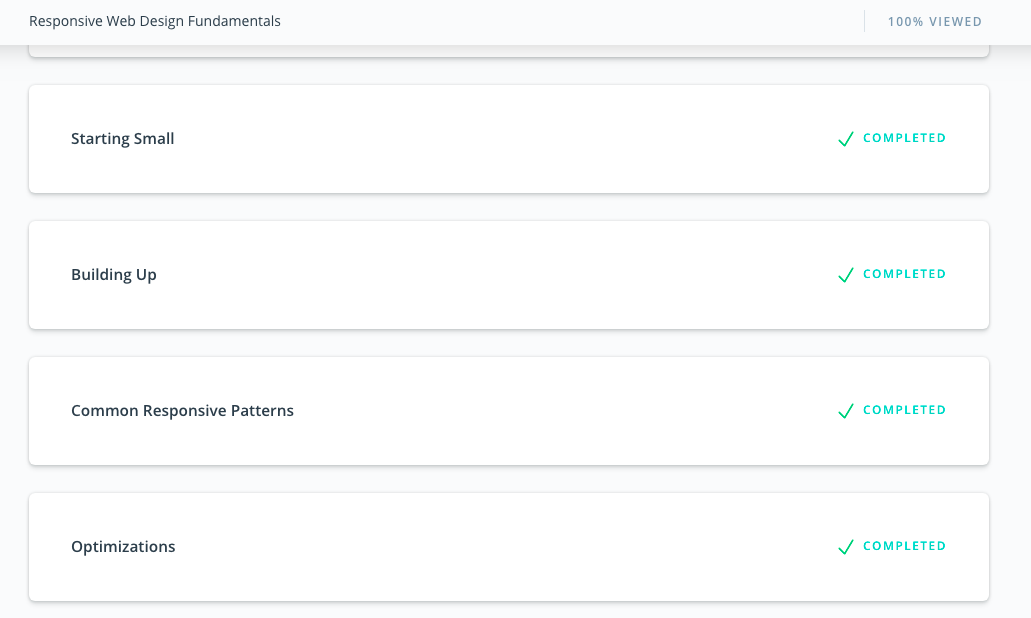 Responsive Web Design Fundamentals
100% VIEWED
Starting Small
COMPLETED
Building Up
COMPLETED
Common Responsive Patterns
COMPLETED
Optimizations
COMPLETED